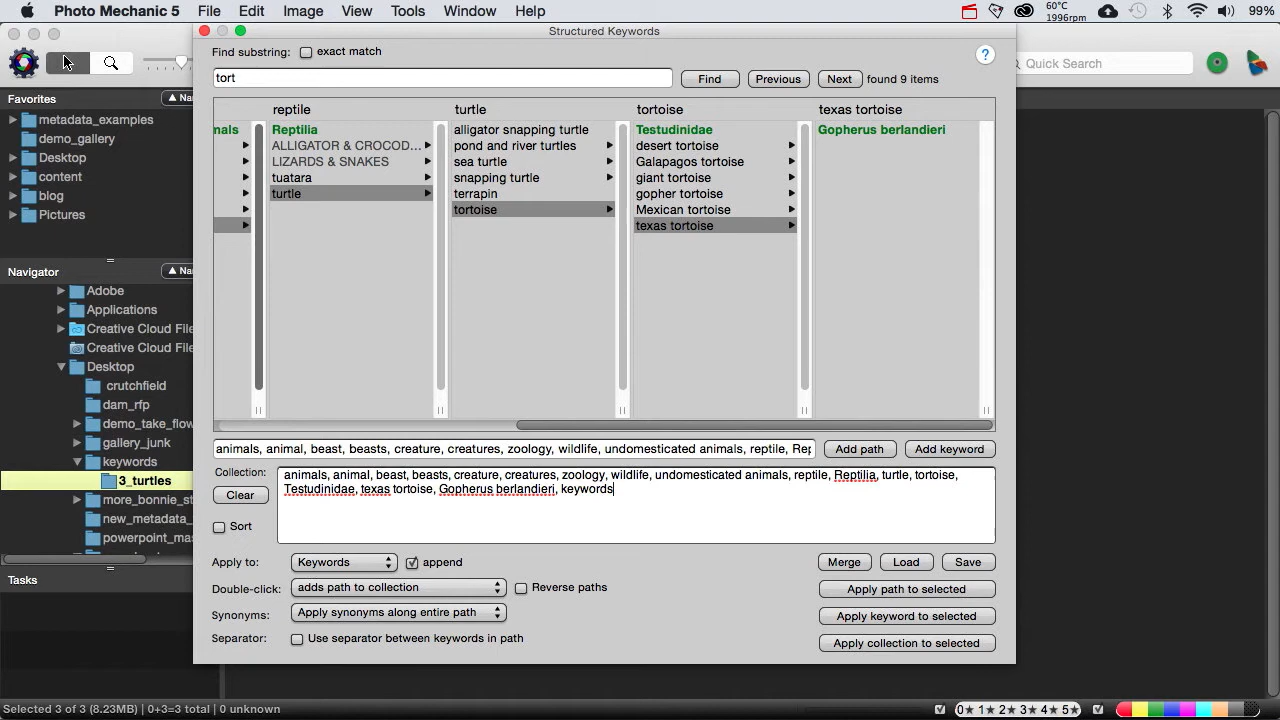 Photo Mechanic 5 File Edit Image View Tools Window Help 60°C 1996rpm 99%
Structured Keywords
Find substring: exact match ?
tort Find Previous Next found 9 items
Quick Search
Favorites
metadata_examples
demo_gallery
Desktop
content
blog
Pictures
reptile turtle tortoise texas tortoise
Reptilia alligator snapping turtle Testudinidae Gopherus berlandieri
ALLIGATOR & CROCOD... pond and river turtles desert tortoise
LIZARDS & SNAKES sea turtle Galapagos tortoise
tuatara snapping turtle giant tortoise
turtle terrapin gopher tortoise
tortoise Mexican tortoise
texas tortoise
Navigator
Adobe
Applications
Creative Cloud File
Creative Cloud File
Desktop
crutchfield
dam_rfp
demo_take_flow
gallery_junk
keywords
3_turtles
more_bonnie_st
new_metadata_
powerpoint_mas
Tasks
animals, animal, beast, beasts, creature, creatures, zoology, wildlife, undomesticated animals, reptile, Rep Add path Add keyword
Collection: animals, animal, beast, beasts, creature, creatures, zoology, wildlife, undomesticated animals, reptile, Reptilia, turtle, tortoise,
Testudinidae, texas tortoise, Gopherus berlandieri, keywords
Clear
Sort
Apply to: Keywords append Merge Load Save
Double-click: adds path to collection Reverse paths Apply path to selected
Synonyms: Apply synonyms along entire path Apply keyword to selected
Separator: Use separator between keywords in path Apply collection to selected
Selected 3 of 3 (8.23MB) | 0+3=3 total | 0 unknown 0★ 1★ 2★ 3★ 4★ 5★